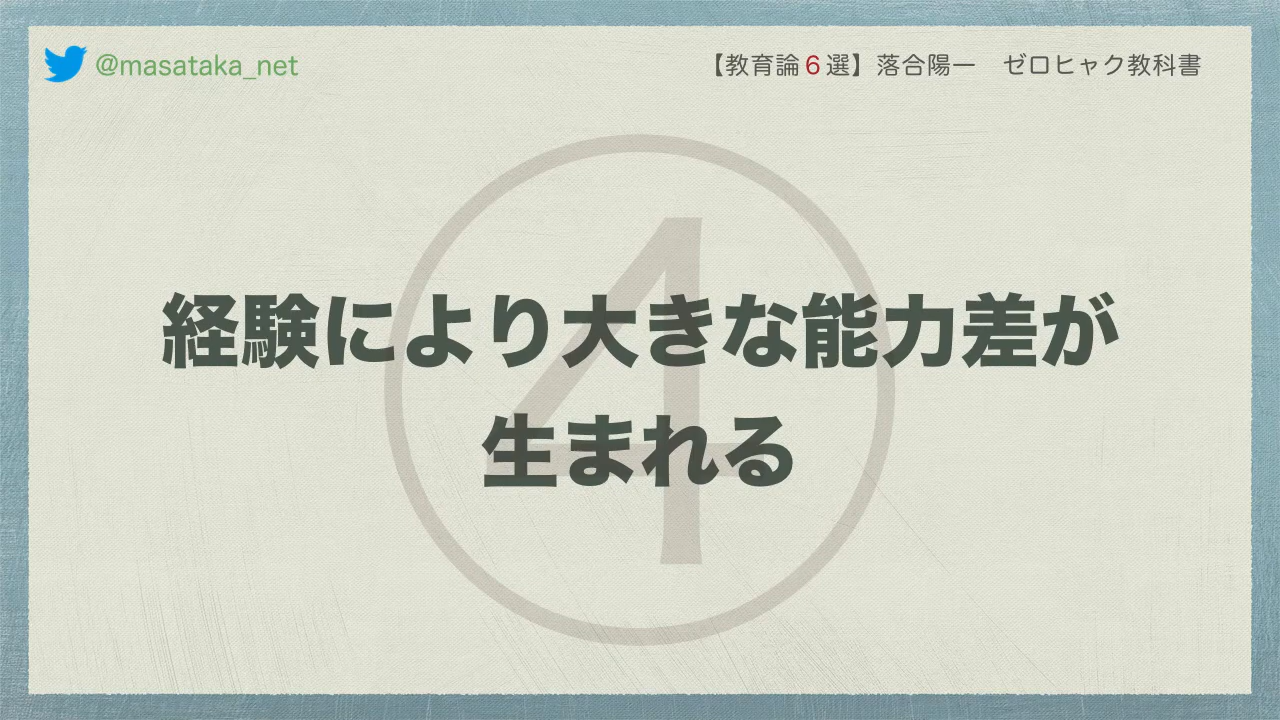 @masataka_net
【教育論６選】落合陽一　ゼロヒャク教科書
④
経験により大きな能力差が
生まれる